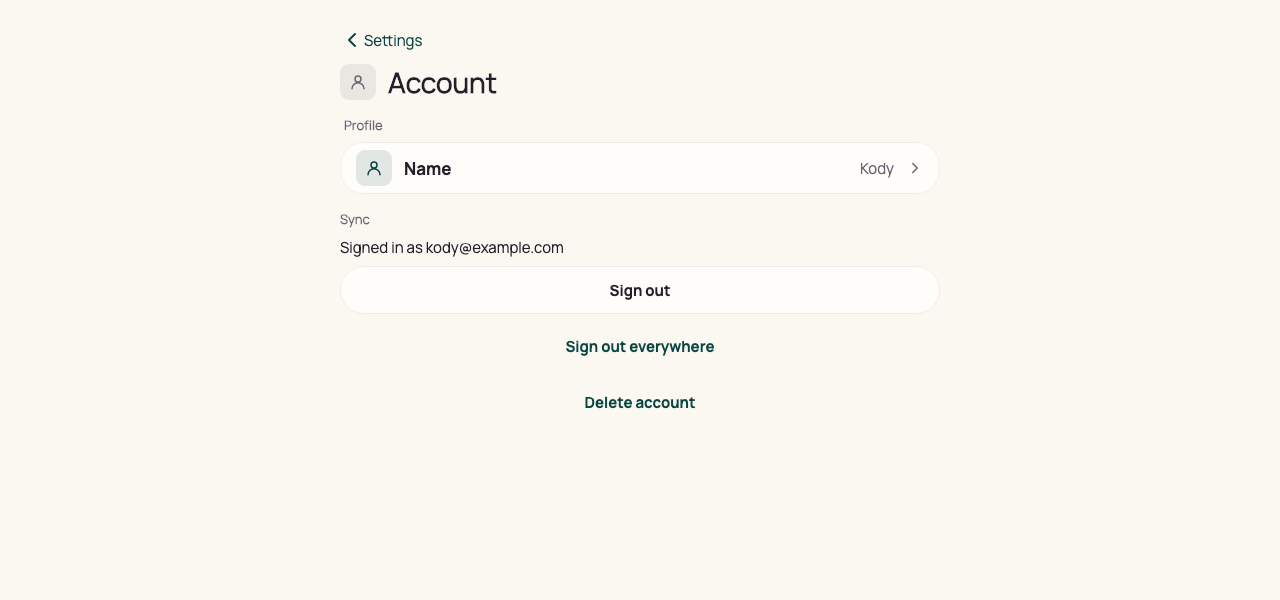 Settings
Account
Profile
Name
Kody
Sync
Signed in as kody@example.com
Sign out
Sign out everywhere
Delete account